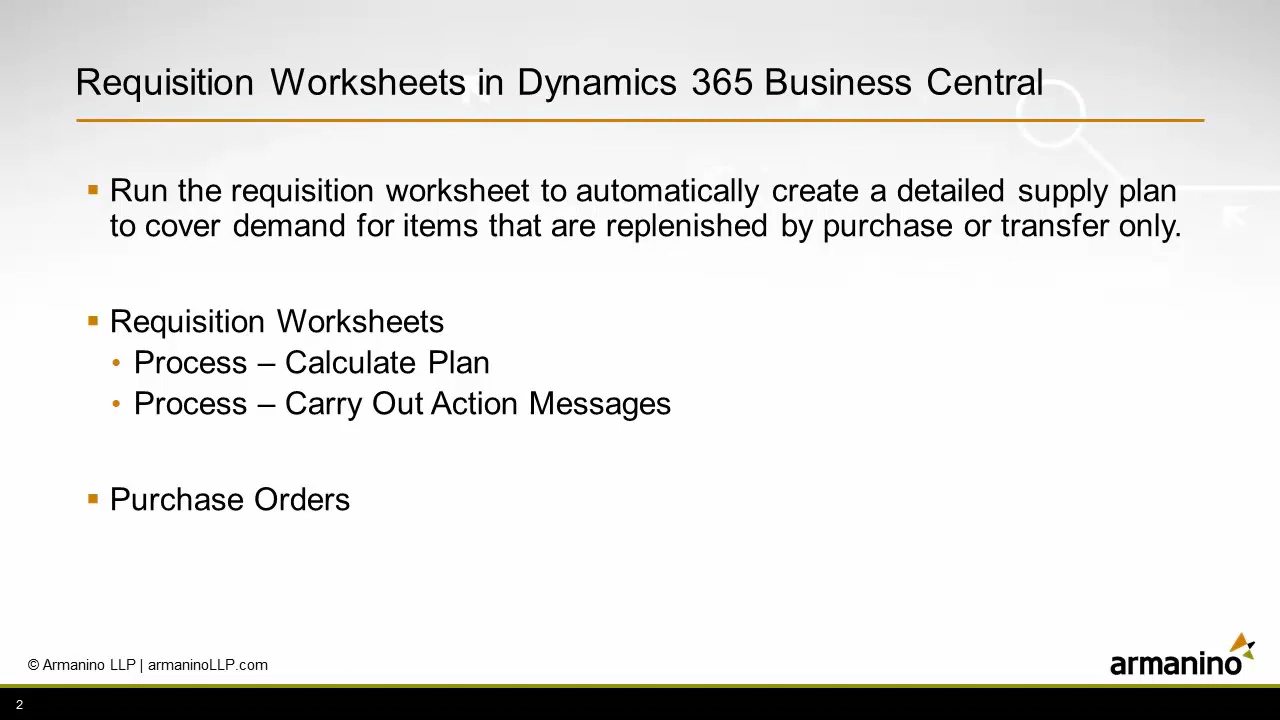 Requisition Worksheets in Dynamics 365 Business Central
▪ Run the requisition worksheet to automatically create a detailed supply plan
to cover demand for items that are replenished by purchase or transfer only.
▪ Requisition Worksheets
• Process – Calculate Plan
• Process – Carry Out Action Messages
▪ Purchase Orders
© Armanino LLP | armaninoLLP.com
armanino
2